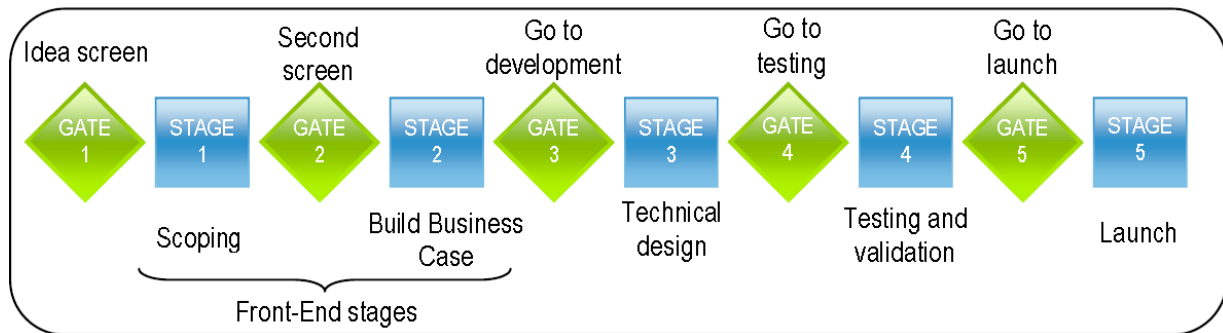 Idea screen
Second
screen
Go to
development
Go to
testing
Go to
launch
GATE
1
STAGE
1
GATE
2
STAGE
2
GATE
3
STAGE
3
GATE
4
STAGE
4
GATE
5
STAGE
5
Scoping
Build Business
Case
Technical
design
Testing and
validation
Launch
Front-End stages